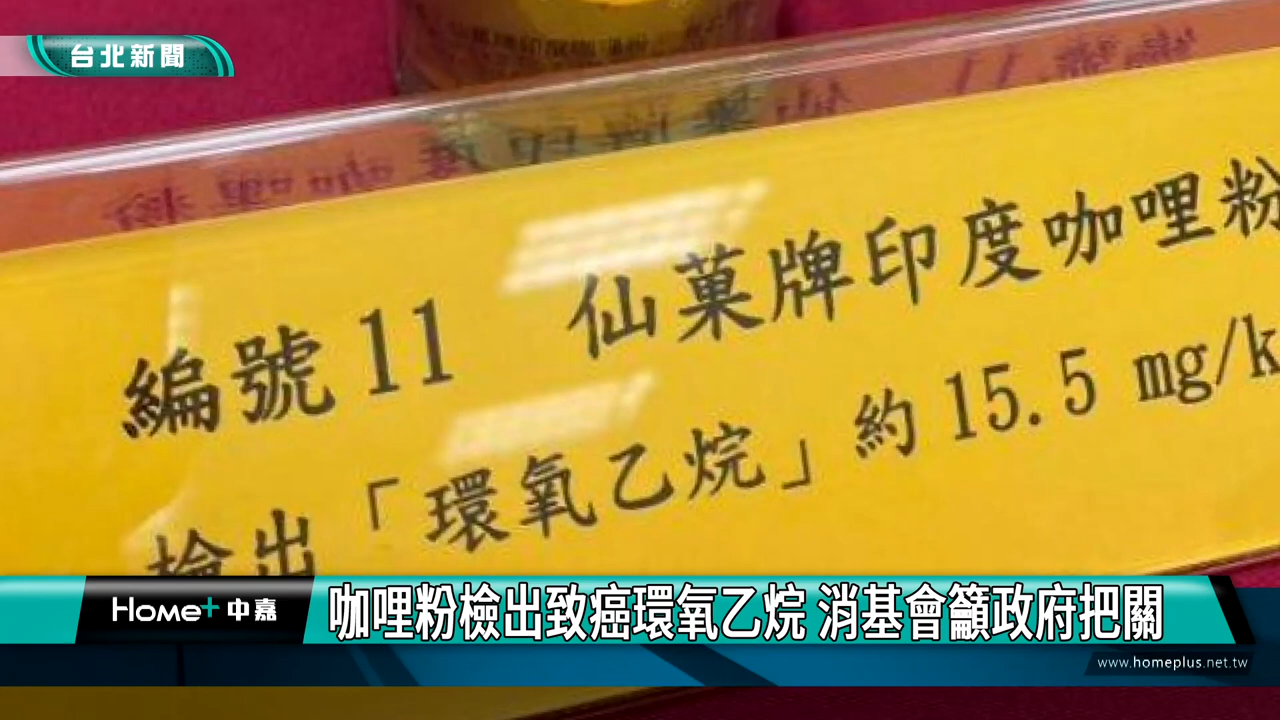 台北新聞
編號11 仙菓牌印度咖哩粉
檢出「環氧乙烷」約15.5 mg/k
Home+中嘉
咖哩粉檢出致癌環氧乙烷 消基會籲政府把關
www.homeplus.net.tw